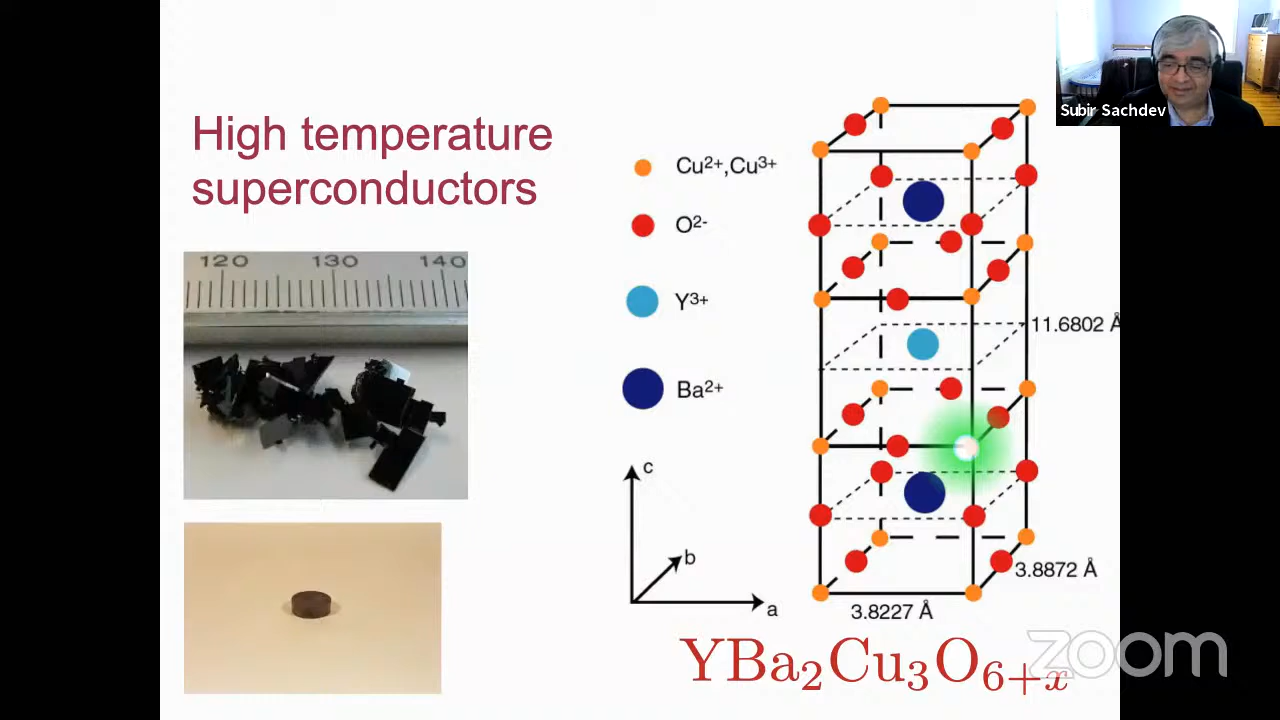 Subir Sachdev
High temperature
superconductors
120 130 140
Cu²⁺,Cu³⁺
O²⁻
Y³⁺
Ba²⁺
c
b
a
11.6802 Å
3.8872 Å
3.8227 Å
YBa₂Cu₃O₆₊ₓ
zoom